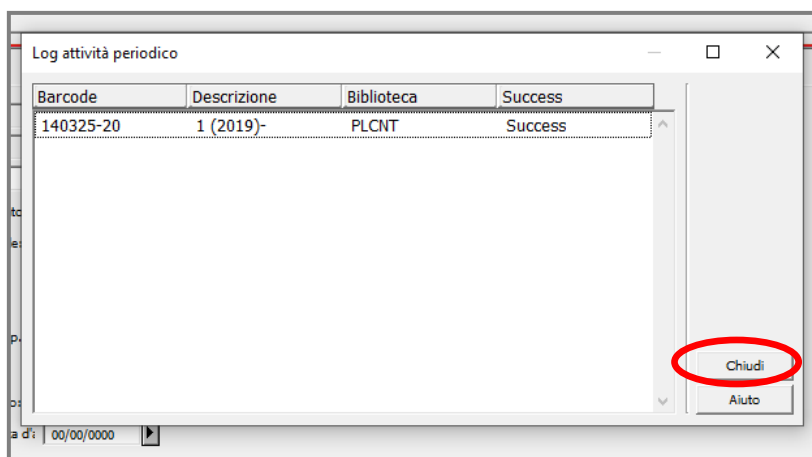 Log attività periodico
Barcode Descrizione Biblioteca Success
140325-20 1 (2019)- PLCNT Success
Chiudi
Aiuto
00/00/0000